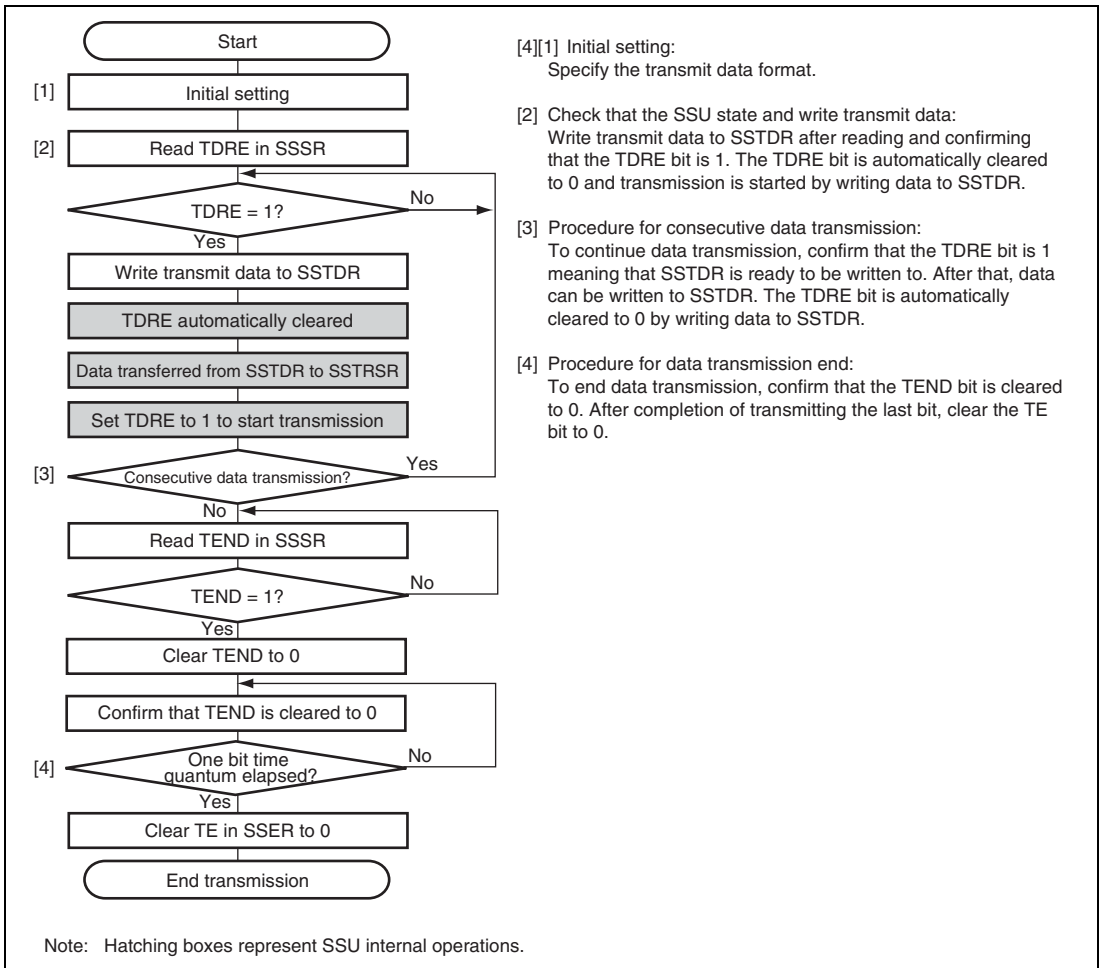 Start
[1] Initial setting
[2] Read TDRE in SSSR
TDRE = 1?
No
Yes
Write transmit data to SSTDR
TDRE automatically cleared
Data transferred from SSTDR to SSTRSR
Set TDRE to 1 to start transmission
[3] Consecutive data transmission?
Yes
No
Read TEND in SSSR
TEND = 1?
No
Yes
Clear TEND to 0
Confirm that TEND is cleared to 0
[4] One bit time
quantum elapsed?
No
Yes
Clear TE in SSER to 0
End transmission
[4][1] Initial setting:
Specify the transmit data format.
[2] Check that the SSU state and write transmit data:
Write transmit data to SSTDR after reading and confirming
that the TDRE bit is 1. The TDRE bit is automatically cleared
to 0 and transmission is started by writing data to SSTDR.
[3] Procedure for consecutive data transmission:
To continue data transmission, confirm that the TDRE bit is 1
meaning that SSTDR is ready to be written to. After that, data
can be written to SSTDR. The TDRE bit is automatically
cleared to 0 by writing data to SSTDR.
[4] Procedure for data transmission end:
To end data transmission, confirm that the TEND bit is cleared
to 0. After completion of transmitting the last bit, clear the TE
bit to 0.
Note: Hatching boxes represent SSU internal operations.